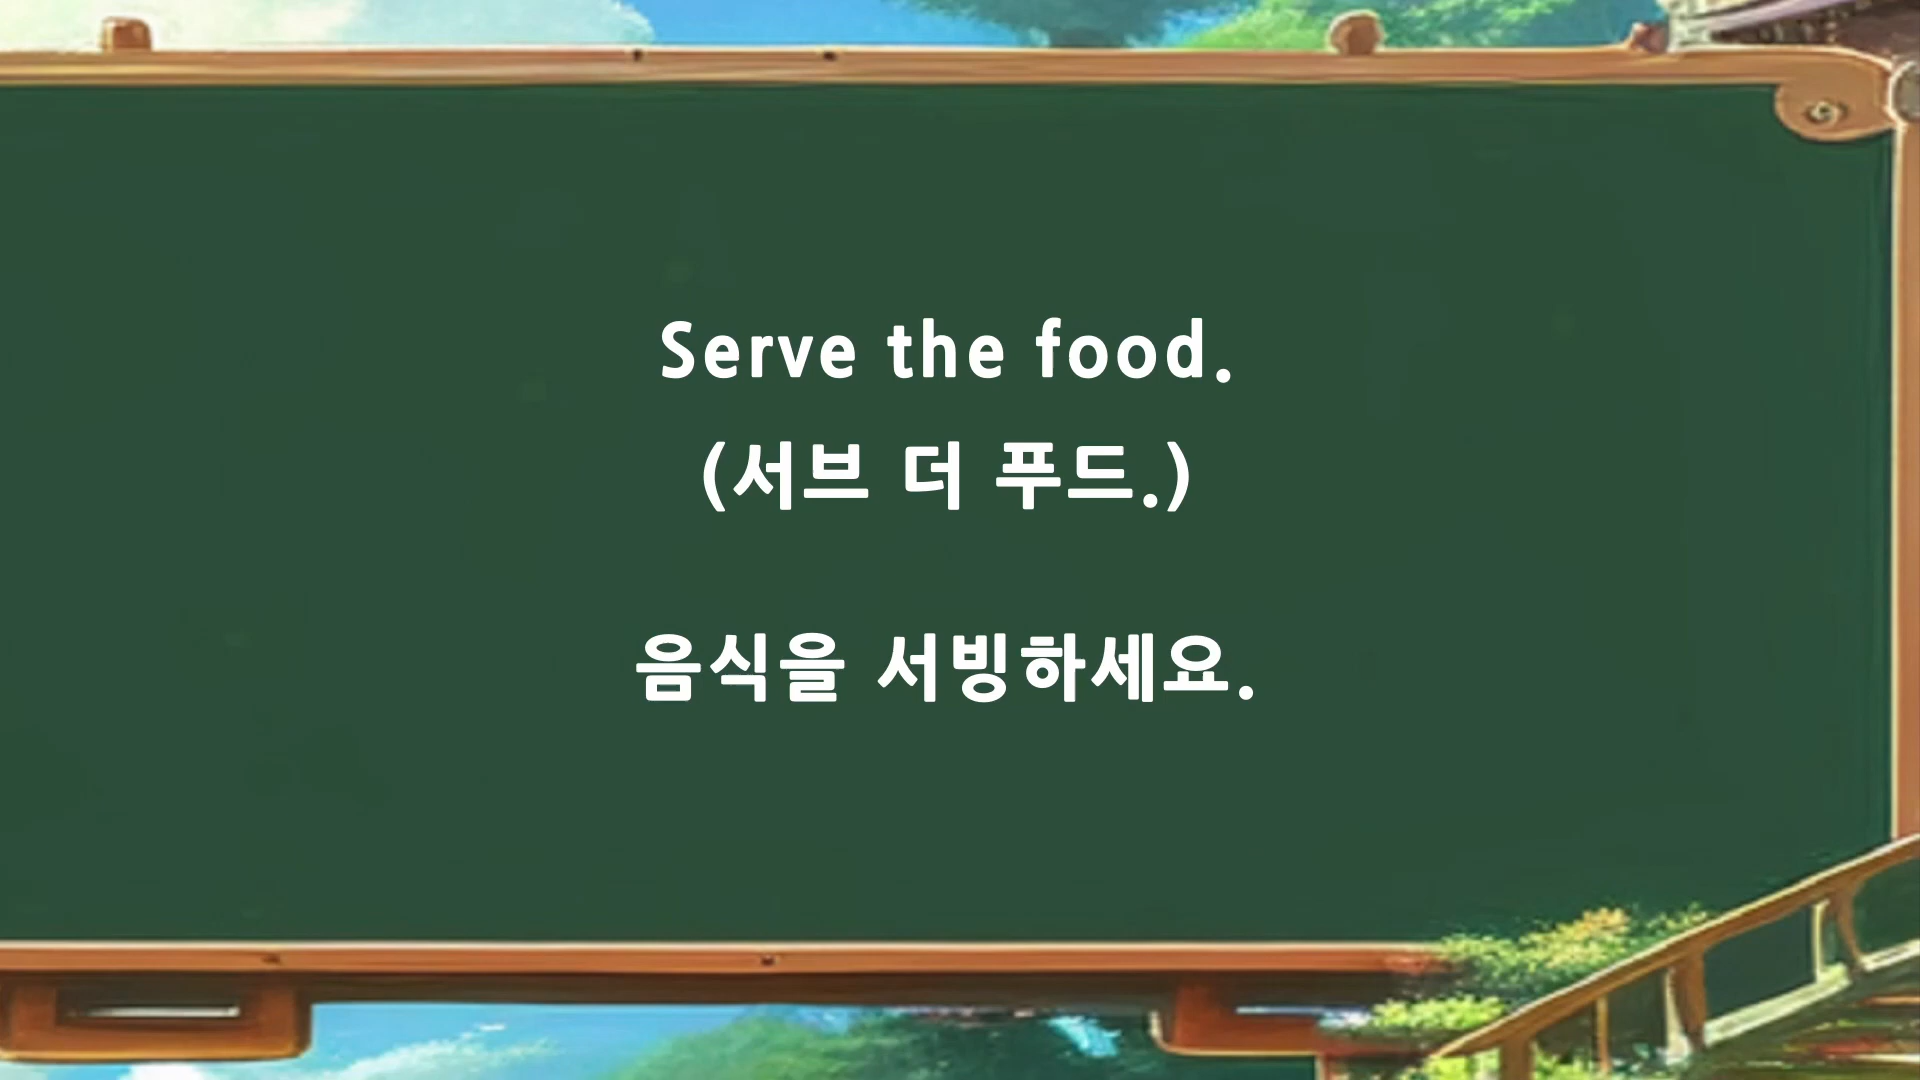 Serve the food.
(서브 더 푸드.)
음식을 서빙하세요.